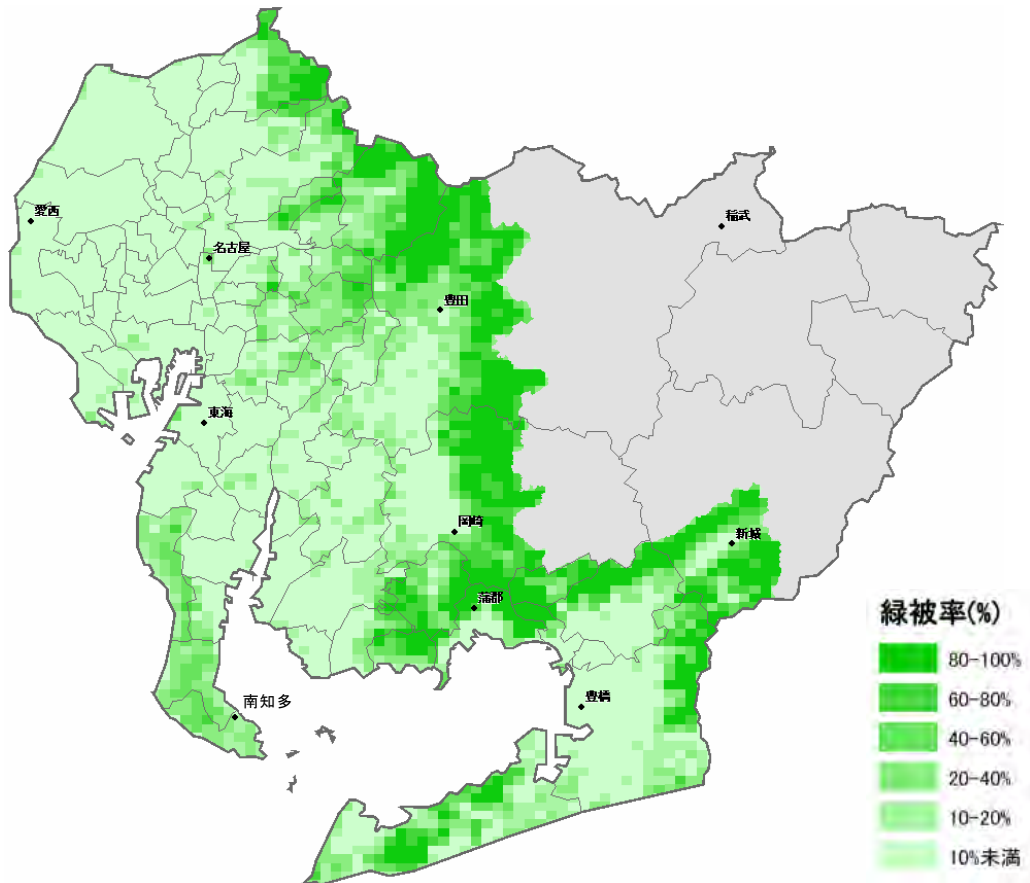 愛西
稲武
名古屋
豊田
東海
岡崎
新城
蒲郡
南知多
豊橋
緑被率(%)
80-100%
60-80%
40-60%
20-40%
10-20%
10%未満